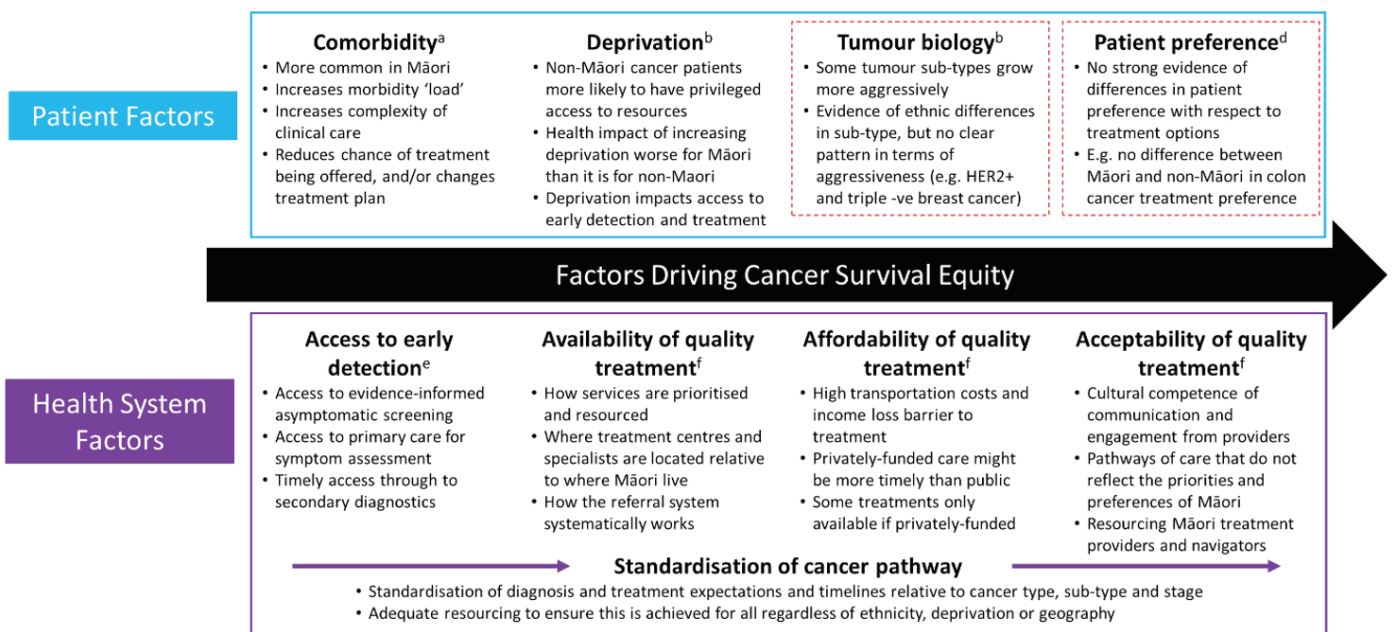 Patient Factors
Comorbidityᵃ
• More common in Māori
• Increases morbidity ‘load’
• Increases complexity of
clinical care
• Reduces chance of treatment
being offered, and/or changes
treatment plan
Deprivationᵇ
• Non-Māori cancer patients
more likely to have privileged
access to resources
• Health impact of increasing
deprivation worse for Māori
than it is for non-Maori
• Deprivation impacts access to
early detection and treatment
Tumour biologyᵇ
• Some tumour sub-types grow
more aggressively
• Evidence of ethnic differences
in sub-type, but no clear
pattern in terms of
aggressiveness (e.g. HER2+
and triple -ve breast cancer)
Patient preferenceᵈ
• No strong evidence of
differences in patient
preference with respect to
treatment options
• E.g. no difference between
Māori and non-Māori in colon
cancer treatment preference
Factors Driving Cancer Survival Equity
Health System
Factors
Access to early
detectionᵉ
• Access to evidence-informed
asymptomatic screening
• Access to primary care for
symptom assessment
• Timely access through to
secondary diagnostics
Availability of quality
treatmentᶠ
• How services are prioritised
and resourced
• Where treatment centres and
specialists are located relative
to where Māori live
• How the referral system
systematically works
Affordability of quality
treatmentᶠ
• High transportation costs and
income loss barrier to
treatment
• Privately-funded care might
be more timely than public
• Some treatments only
available if privately-funded
Acceptability of quality
treatmentᶠ
• Cultural competence of
communication and
engagement from providers
• Pathways of care that do not
reflect the priorities and
preferences of Māori
• Resourcing Māori treatment
providers and navigators
Standardisation of cancer pathway
• Standardisation of diagnosis and treatment expectations and timelines relative to cancer type, sub-type and stage
• Adequate resourcing to ensure this is achieved for all regardless of ethnicity, deprivation or geography